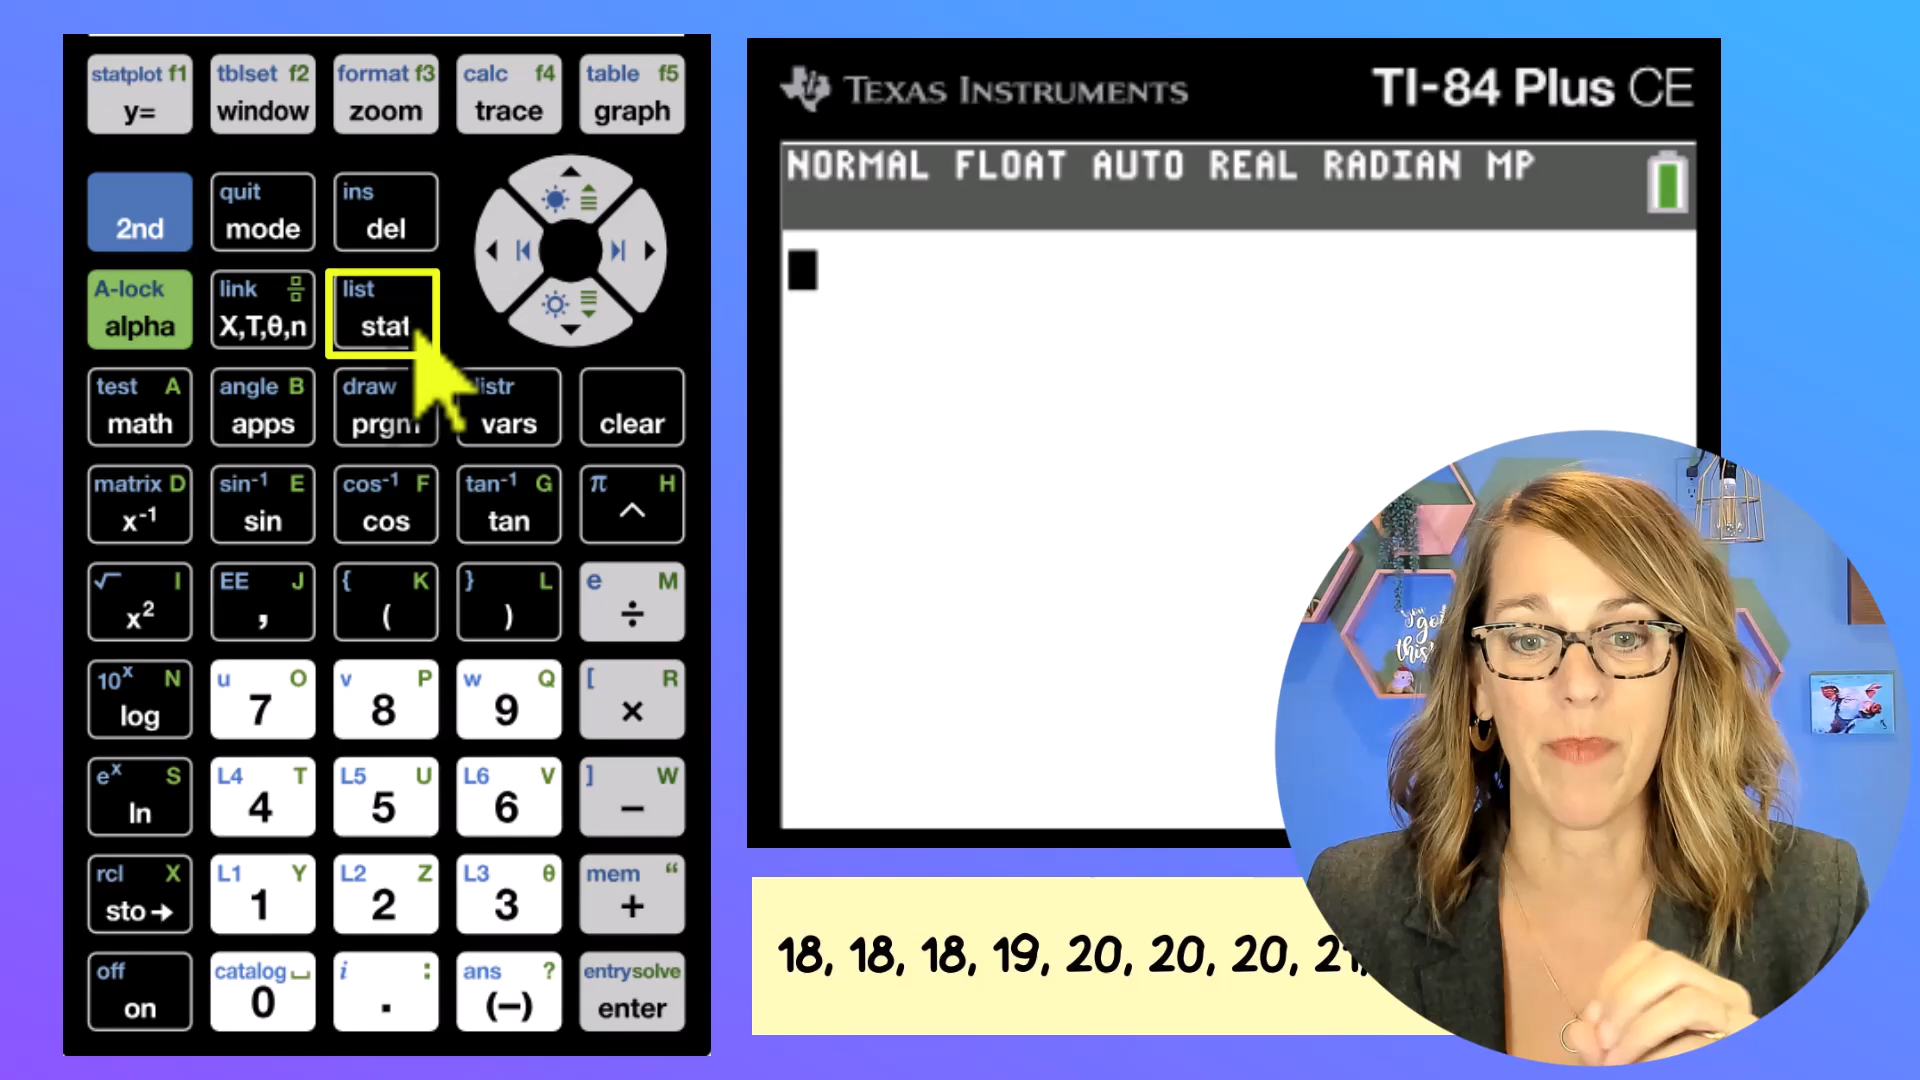 statplot f1 tblset f2 format f3 calc f4 table f5
y= window zoom trace graph
quit ins
2nd mode del
A-lock link list
alpha X,T,θ,n stat
test A angle B draw
math apps prgm vars clear
matrix D sin⁻¹ E cos⁻¹ F tan⁻¹ G π H
x⁻¹ sin cos tan ^
√ I EE J { K } L e M
x² , ( ) ÷
10ˣ N u O v P w Q [ R
log 7 8 9 ×
eˣ S L4 T L5 U L6 V ] W
ln 4 5 6 −
rcl X L1 Y L2 Z L3 θ mem “
sto→ 1 2 3 +
off catalog i : ans ? entry solve
on 0 . (−) enter
TEXAS INSTRUMENTS TI-84 Plus CE
NORMAL FLOAT AUTO REAL RADIAN MP
you got this!
18, 18, 18, 19, 20, 20, 20, 21,